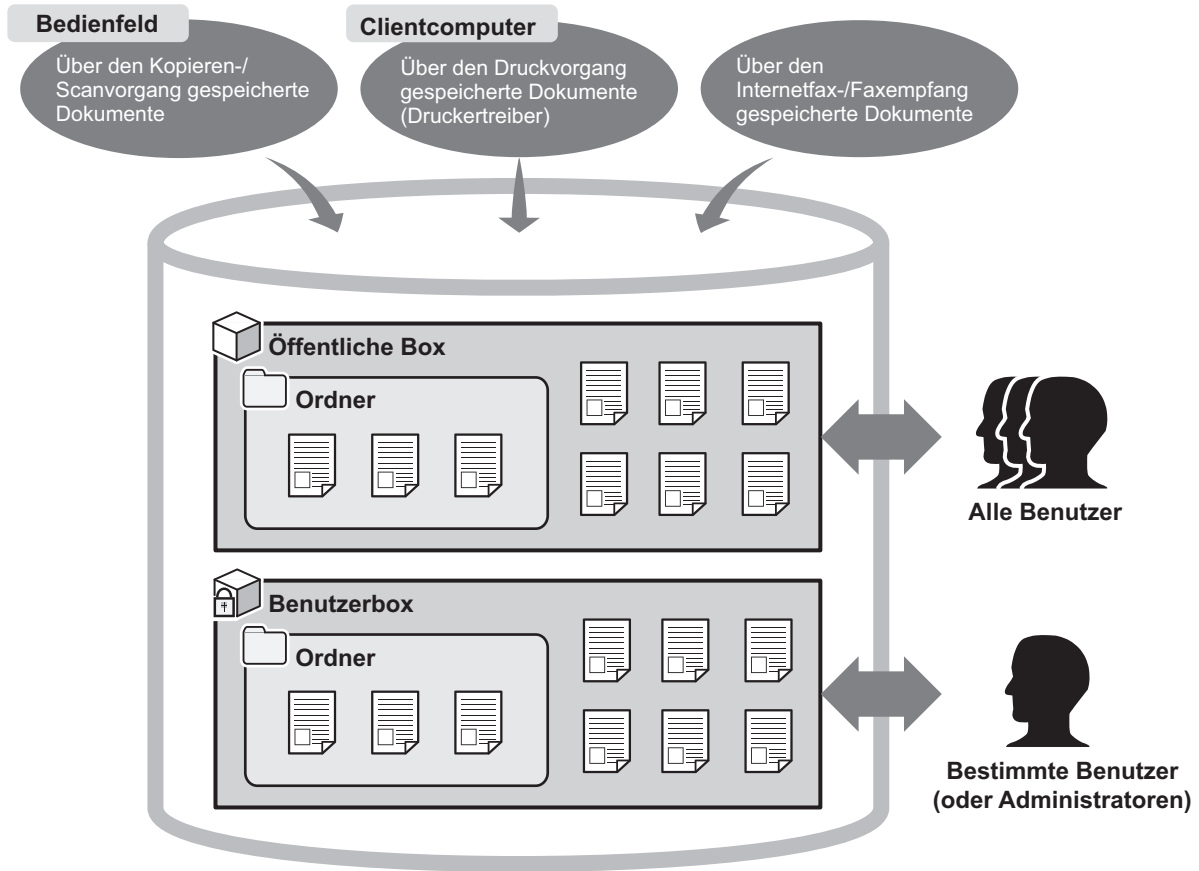 Bedienfeld
Über den Kopieren-/
Scanvorgang gespeicherte
Dokumente
Clientcomputer
Über den Druckvorgang
gespeicherte Dokumente
(Druckertreiber)
Über den
Internetfax-/Faxempfang
gespeicherte Dokumente
Öffentliche Box
Ordner
Alle Benutzer
Benutzerbox
Ordner
Bestimmte Benutzer
(oder Administratoren)